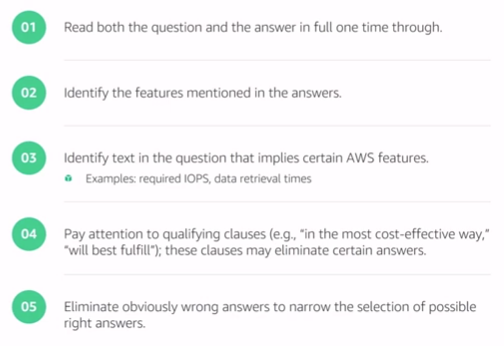 01
Read both the question and the answer in full one time through.
02
Identify the features mentioned in the answers.
03
Identify text in the question that implies certain AWS features.
Examples: required IOPS, data retrieval times
04
Pay attention to qualifying clauses (e.g., "in the most cost-effective way,"
"will best fulfill"); these clauses may eliminate certain answers.
05
Eliminate obviously wrong answers to narrow the selection of possible
right answers.